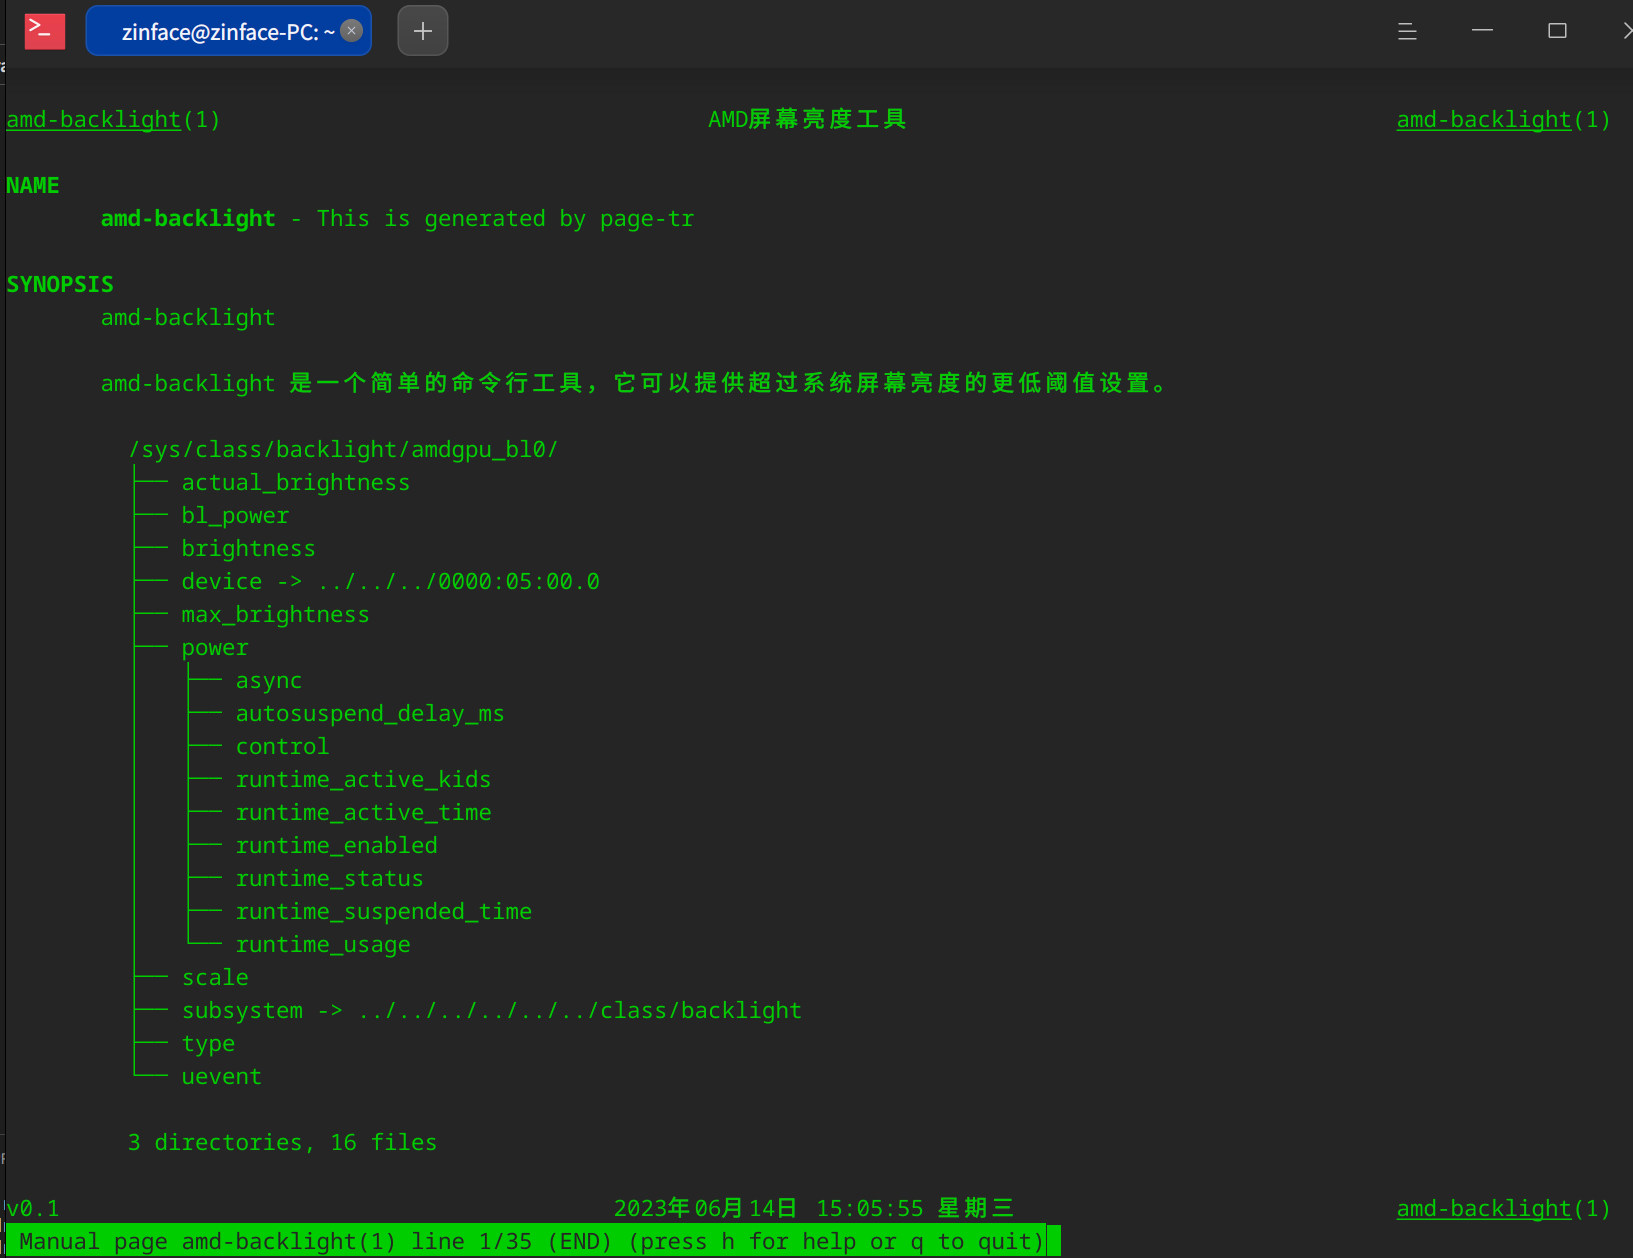 zinface@zinface-PC: ~
amd-backlight(1) AMD屏幕亮度工具 amd-backlight(1)
NAME
amd-backlight - This is generated by page-tr
SYNOPSIS
amd-backlight
amd-backlight 是一个简单的命令行工具，它可以提供超过系统屏幕亮度的更低阈值设置。
/sys/class/backlight/amdgpu_bl0/
├── actual_brightness
├── bl_power
├── brightness
├── device -> ../../../0000:05:00.0
├── max_brightness
├── power
│   ├── async
│   ├── autosuspend_delay_ms
│   ├── control
│   ├── runtime_active_kids
│   ├── runtime_active_time
│   ├── runtime_enabled
│   ├── runtime_status
│   ├── runtime_suspended_time
│   └── runtime_usage
├── scale
├── subsystem -> ../../../../../../class/backlight
├── type
└── uevent
3 directories, 16 files
v0.1 2023年06月14日 15:05:55 星期三 amd-backlight(1)
Manual page amd-backlight(1) line 1/35 (END) (press h for help or q to quit)